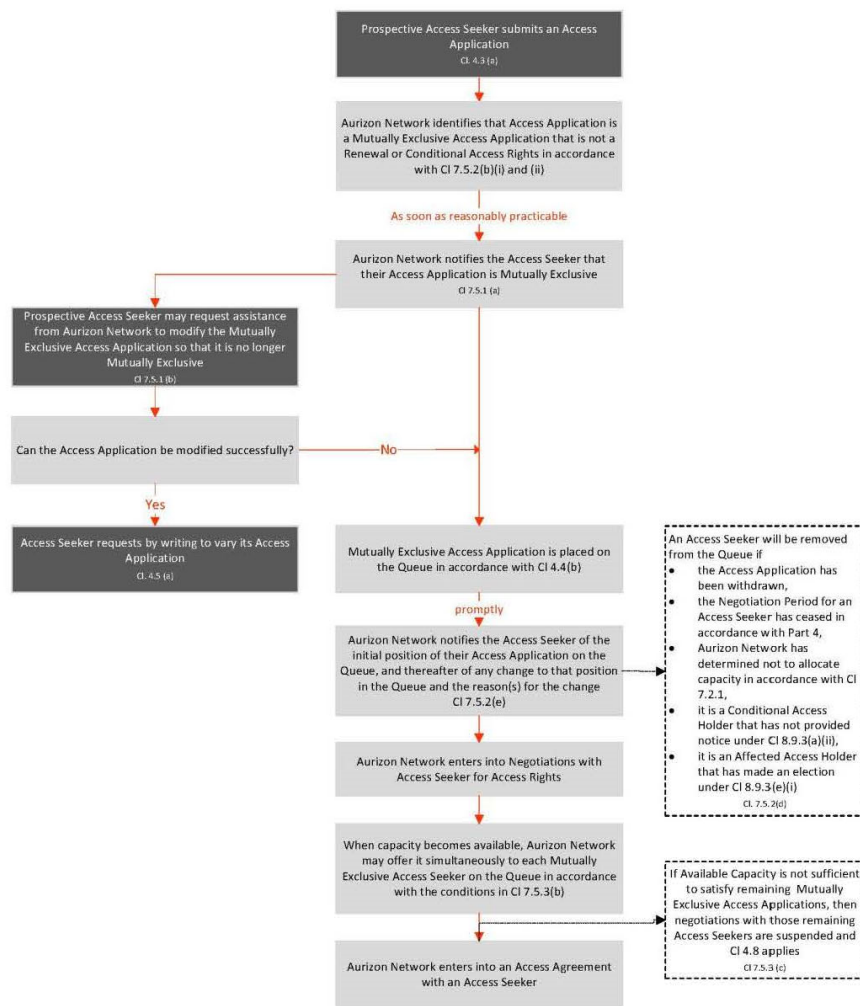 Prospective Access Seeker submits an Access
Application
Cl. 4.3 (a)
Aurizon Network identifies that Access Application is
a Mutually Exclusive Access Application that is not a
Renewal or Conditional Access Rights in accordance
with Cl 7.5.2(b)(i) and (ii)
As soon as reasonably practicable
Aurizon Network notifies the Access Seeker that
their Access Application is Mutually Exclusive
Cl 7.5.1 (a)
Prospective Access Seeker may request assistance
from Aurizon Network to modify the Mutually
Exclusive Access Application so that it is no longer
Mutually Exclusive
Cl 7.5.1 (b)
Can the Access Application be modified successfully?
No
Yes
Access Seeker requests by writing to vary its Access
Application
Cl. 4.5 (a)
Mutually Exclusive Access Application is placed on
the Queue in accordance with Cl 4.4(b)
promptly
Aurizon Network notifies the Access Seeker of the
initial position of their Access Application on the
Queue, and thereafter of any change to that position
in the Queue and the reason(s) for the change
Cl 7.5.2(e)
An Access Seeker will be removed
from the Queue if
• the Access Application has
been withdrawn,
• the Negotiation Period for an
Access Seeker has ceased in
accordance with Part 4,
• Aurizon Network has
determined not to allocate
capacity in accordance with Cl
7.2.1,
• it is a Conditional Access
Holder that has not provided
notice under Cl 8.9.3(a)(ii),
• it is an Affected Access Holder
that has made an election
under Cl 8.9.3(e)(i)
Cl. 7.5.2(d)
Aurizon Network enters into Negotiations with
Access Seeker for Access Rights
When capacity becomes available, Aurizon Network
may offer it simultaneously to each Mutually
Exclusive Access Seeker on the Queue in accordance
with the conditions in Cl 7.5.3(b)
If Available Capacity is not sufficient
to satisfy remaining Mutually
Exclusive Access Applications, then
negotiations with those remaining
Access Seekers are suspended and
Cl 4.8 applies
Cl 7.5.3 (c)
Aurizon Network enters into an Access Agreement
with an Access Seeker